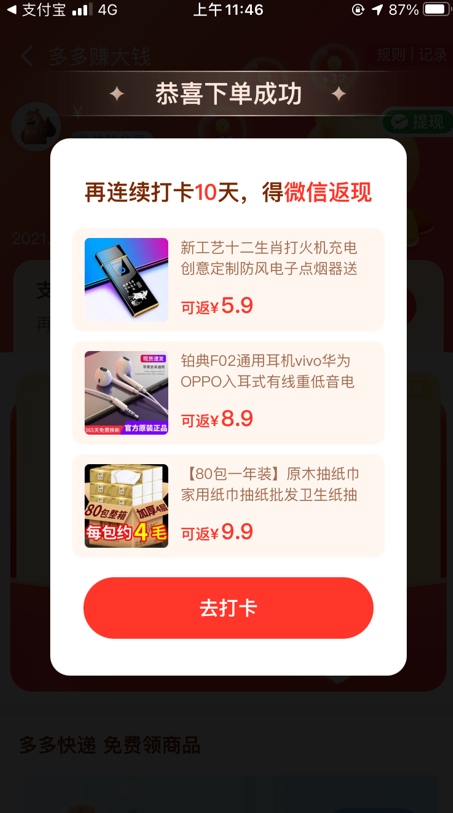 支付宝 4G 上午11:46 87%
多多赚大钱
规则 | 记录
恭喜下单成功
¥
提现
2021.
再连续打卡10天，得微信返现
新工艺十二生肖打火机充电
创意定制防风电子点烟器送
可返¥5.9
铂典F02通用耳机vivo华为
OPPO入耳式有线重低音电
可返¥8.9
现货速发
365天免费换新
官方原装正品
【80包一年装】原木抽纸巾
家用纸巾抽纸批发卫生纸抽
可返¥9.9
80包整箱
加厚4层
每包约4毛
去打卡
多多快递 免费领商品